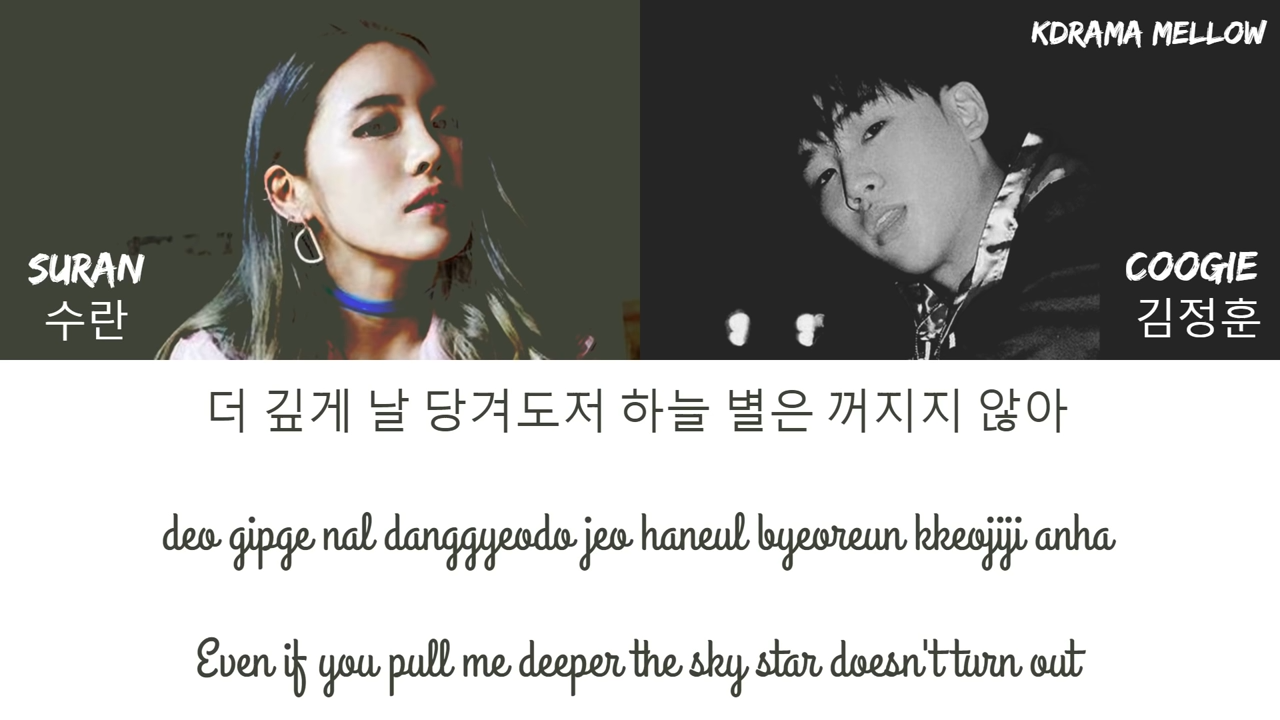 KDRAMA MELLOW
SURAN
수란
COOGIE
김정훈
더 깊게 날 당겨도저 하늘 별은 꺼지지 않아
deo gipge nal danggyeodo jeo haneul byeoreun kkeojiji anha
Even if you pull me deeper the sky star doesn't turn out